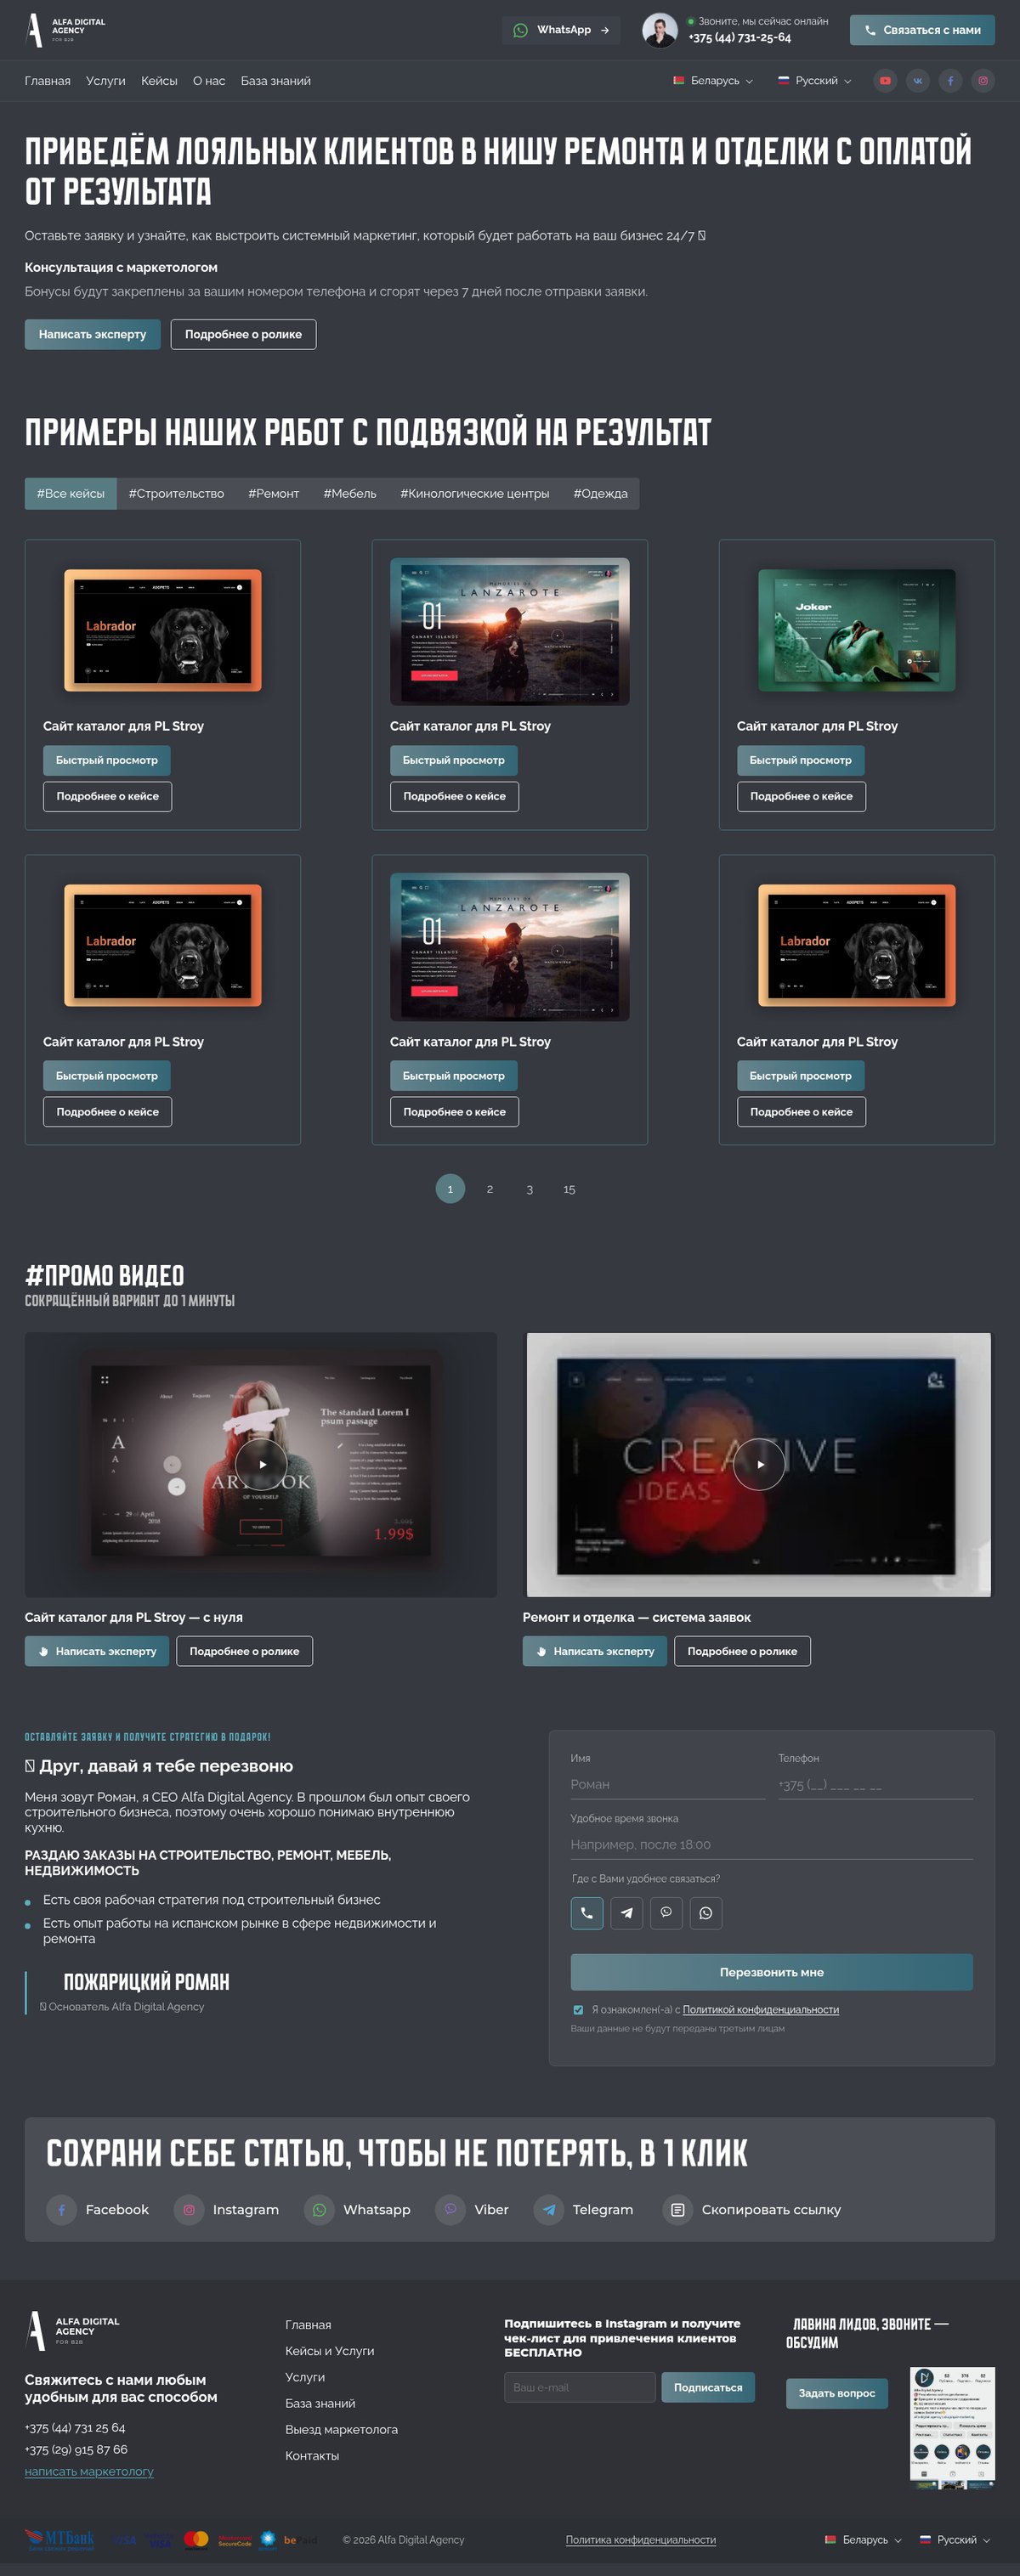 ALFA DIGITAL
AGENCY
FOR B2B
WhatsApp
Звоните, мы сейчас онлайн
+375 (44) 731-25-64
Связаться с нами
Главная
Услуги
Кейсы
О нас
База знаний
Беларусь
Русский
ПРИВЕДЁМ ЛОЯЛЬНЫХ КЛИЕНТОВ В НИШУ РЕМОНТА И ОТДЕЛКИ С ОПЛАТОЙ
ОТ РЕЗУЛЬТАТА
Оставьте заявку и узнайте, как выстроить системный маркетинг, который будет работать на ваш бизнес 24/7
Консультация с маркетологом
Бонусы будут закреплены за вашим номером телефона и сгорят через 7 дней после отправки заявки.
Написать эксперту
Подробнее о ролике
ПРИМЕРЫ НАШИХ РАБОТ С ПОДВЯЗКОЙ НА РЕЗУЛЬТАТ
#Все кейсы
#Строительство
#Ремонт
#Мебель
#Кинологические центры
#Одежда
Labrador
MEMORIES OF
LANZAROTE
01
CANARY ISLANDS
Joker
Сайт каталог для PL Stroy
Сайт каталог для PL Stroy
Сайт каталог для PL Stroy
Быстрый просмотр
Быстрый просмотр
Быстрый просмотр
Подробнее о кейсе
Подробнее о кейсе
Подробнее о кейсе
Labrador
LANZAROTE
01
CANARY ISLANDS
Labrador
Сайт каталог для PL Stroy
Сайт каталог для PL Stroy
Сайт каталог для PL Stroy
Быстрый просмотр
Быстрый просмотр
Быстрый просмотр
Подробнее о кейсе
Подробнее о кейсе
Подробнее о кейсе
1
2
3
15
#ПРОМО ВИДЕО
СОКРАЩЁННЫЙ ВАРИАНТ ДО 1 МИНУТЫ
The standard Lorem I
psum passage
A
OF YOURSELF
29 of April
1.99$
CREATIVE
_IDEAS_
Сайт каталог для PL Stroy — с нуля
Ремонт и отделка — система заявок
Написать эксперту
Подробнее о ролике
Написать эксперту
Подробнее о ролике
ОСТАВЛЯЙТЕ ЗАЯВКУ И ПОЛУЧИТЕ СТРАТЕГИЮ В ПОДАРОК!
Друг, давай я тебе перезвоню
Меня зовут Роман, я CEO Alfa Digital Agency. В прошлом был опыт своего
строительного бизнеса, поэтому очень хорошо понимаю внутреннюю
кухню.
РАЗДАЮ ЗАКАЗЫ НА СТРОИТЕЛЬСТВО, РЕМОНТ, МЕБЕЛЬ,
НЕДВИЖИМОСТЬ
Есть своя рабочая стратегия под строительный бизнес
Есть опыт работы на испанском рынке в сфере недвижимости и
ремонта
ПОЖАРИЦКИЙ РОМАН
Основатель Alfa Digital Agency
Имя
Телефон
Роман
+375 (__) ___ __ __
Удобное время звонка
Например, после 18:00
Где с Вами удобнее связаться?
Перезвонить мне
Я ознакомлен(-а) с Политикой конфиденциальности
Ваши данные не будут переданы третьим лицам
СОХРАНИ СЕБЕ СТАТЬЮ, ЧТОБЫ НЕ ПОТЕРЯТЬ, В 1 КЛИК
Facebook
Instagram
Whatsapp
Viber
Telegram
Скопировать ссылку
ALFA DIGITAL
AGENCY
FOR B2B
Свяжитесь с нами любым
удобным для вас способом
+375 (44) 731 25 64
+375 (29) 915 87 66
написать маркетологу
Главная
Кейсы и Услуги
Услуги
База знаний
Выезд маркетолога
Контакты
Подпишитесь в Instagram и получите
чек-лист для привлечения клиентов
БЕСПЛАТНО
Ваш e-mail
Подписаться
ЛАВИНА ЛИДОВ, ЗВОНИТЕ —
ОБСУДИМ
Задать вопрос
MTBank
VISA
bePaid
© 2026 Alfa Digital Agency
Политика конфиденциальности
Беларусь
Русский